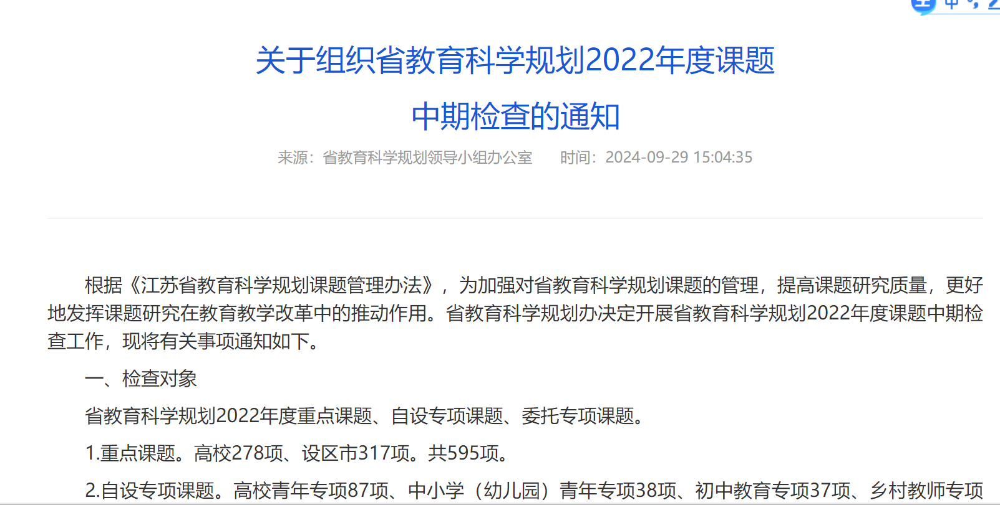 中
关于组织省教育科学规划2022年度课题
中期检查的通知
来源：省教育科学规划领导小组办公室 时间：2024-09-29 15:04:35
根据《江苏省教育科学规划课题管理办法》，为加强对省教育科学规划课题的管理，提高课题研究质量，更好
地发挥课题研究在教育教学改革中的推动作用。省教育科学规划办决定开展省教育科学规划2022年度课题中期检
查工作，现将有关事项通知如下。
一、检查对象
省教育科学规划2022年度重点课题、自设专项课题、委托专项课题。
1.重点课题。高校278项、设区市317项。共595项。
2.自设专项课题。高校青年专项87项、中小学（幼儿园）青年专项38项、初中教育专项37项、乡村教师专项